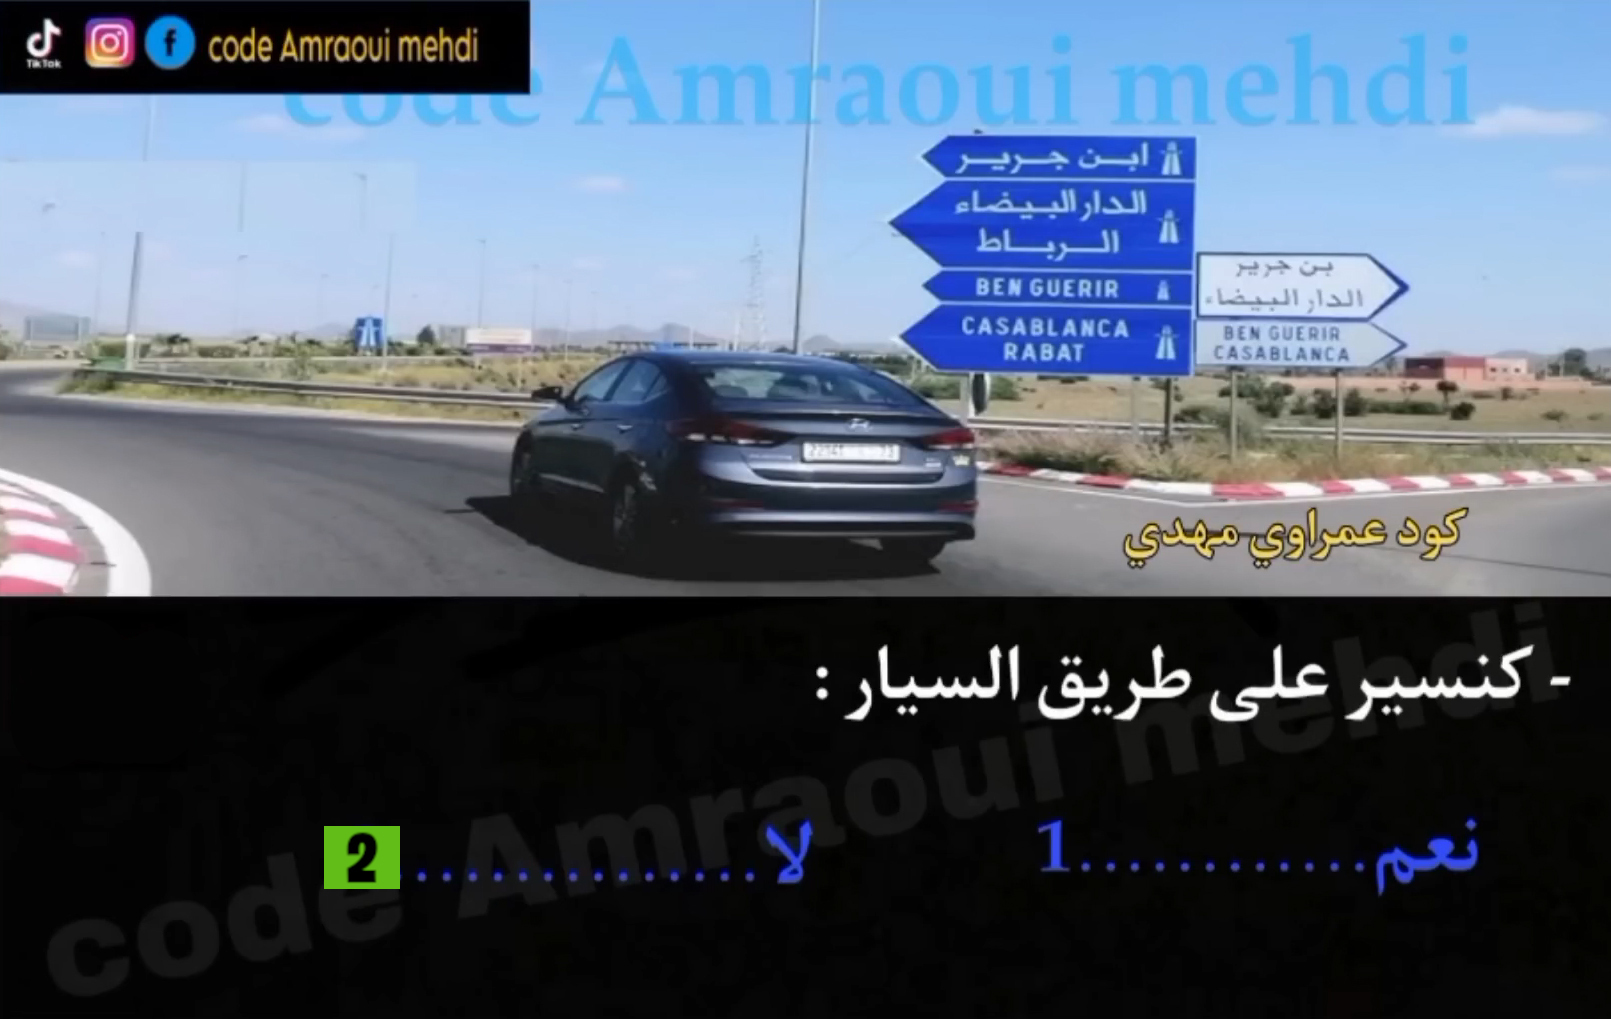 TikTok
code Amraoui mehdi
code Amraoui mehdi
ابن جرير
الدار البيضاء
الرباط
BEN GUERIR
CASABLANCA
RABAT
بن جرير
الدار البيضاء
BEN GUERIR
CASABLANCA
كود عمراوي مهدي
- كنسير على طريق السيار :
نعم............1
لا................2
code Amraoui mehdi